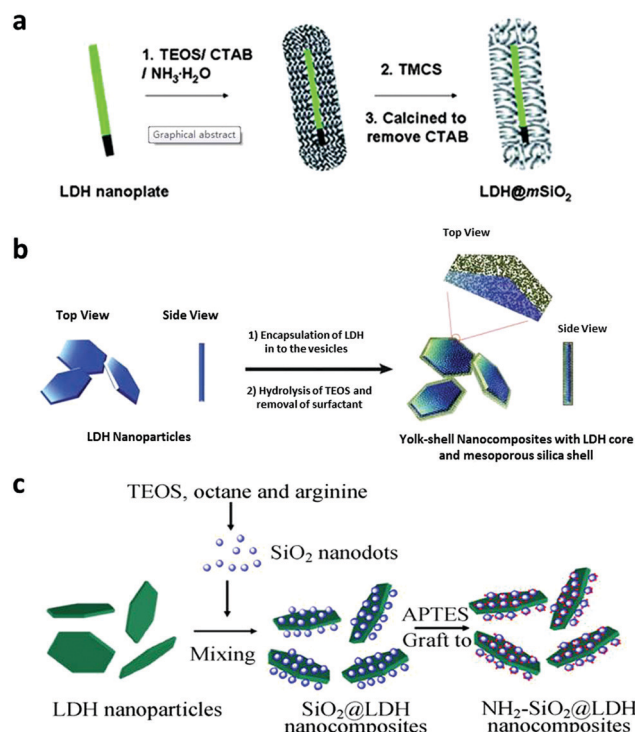 a
1. TEOS/ CTAB
/ NH₃·H₂O
Graphical abstract
2. TMCS
3. Calcined to
remove CTAB
LDH nanoplate
LDH@mSiO₂
b
Top View
Top View
Side View
1) Encapsulation of LDH
in to the vesicles
Side View
2) Hydrolysis of TEOS and
removal of surfactant
LDH Nanoparticles
Yolk-shell Nanocomposites with LDH core
and mesoporous silica shell
c
TEOS, octane and arginine
SiO₂ nanodots
Mixing
APTES
Graft to
LDH nanoparticles
SiO₂@LDH
nanocomposites
NH₂-SiO₂@LDH
nanocomposites